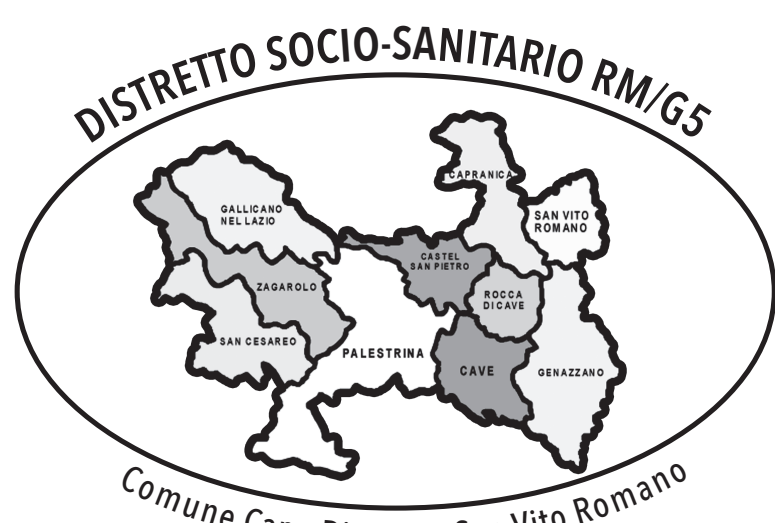 DISTRETTO SOCIO-SANITARIO RM/G5
CAPRANICA
GALLICANO
NEL LAZIO
SAN VITO
ROMANO
CASTEL
SAN PIETRO
ZAGAROLO
ROCCA
DI CAVE
SAN CESAREO
PALESTRINA
CAVE
GENAZZANO
Comune San Vito Romano